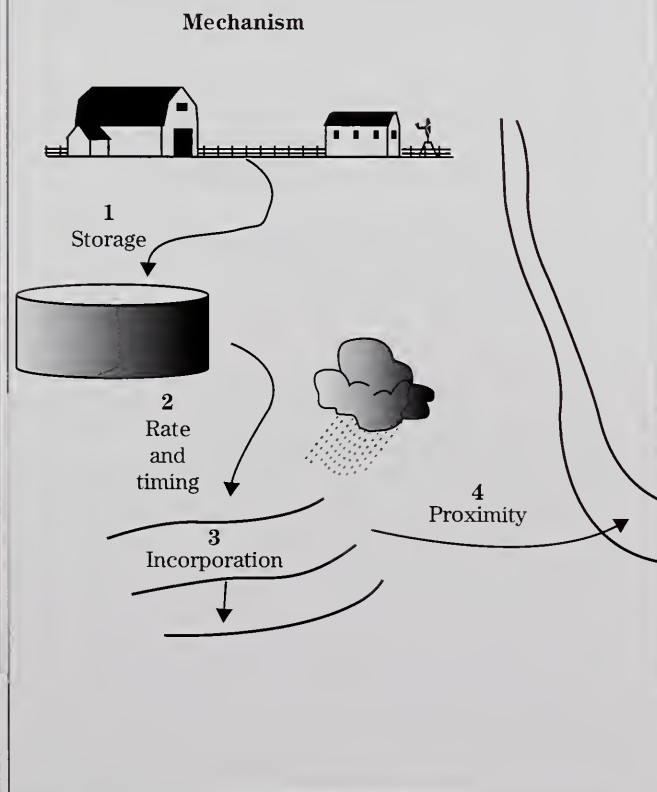 Mechanism
1
Storage
2
Rate
and
timing
3
Incorporation
4
Proximity